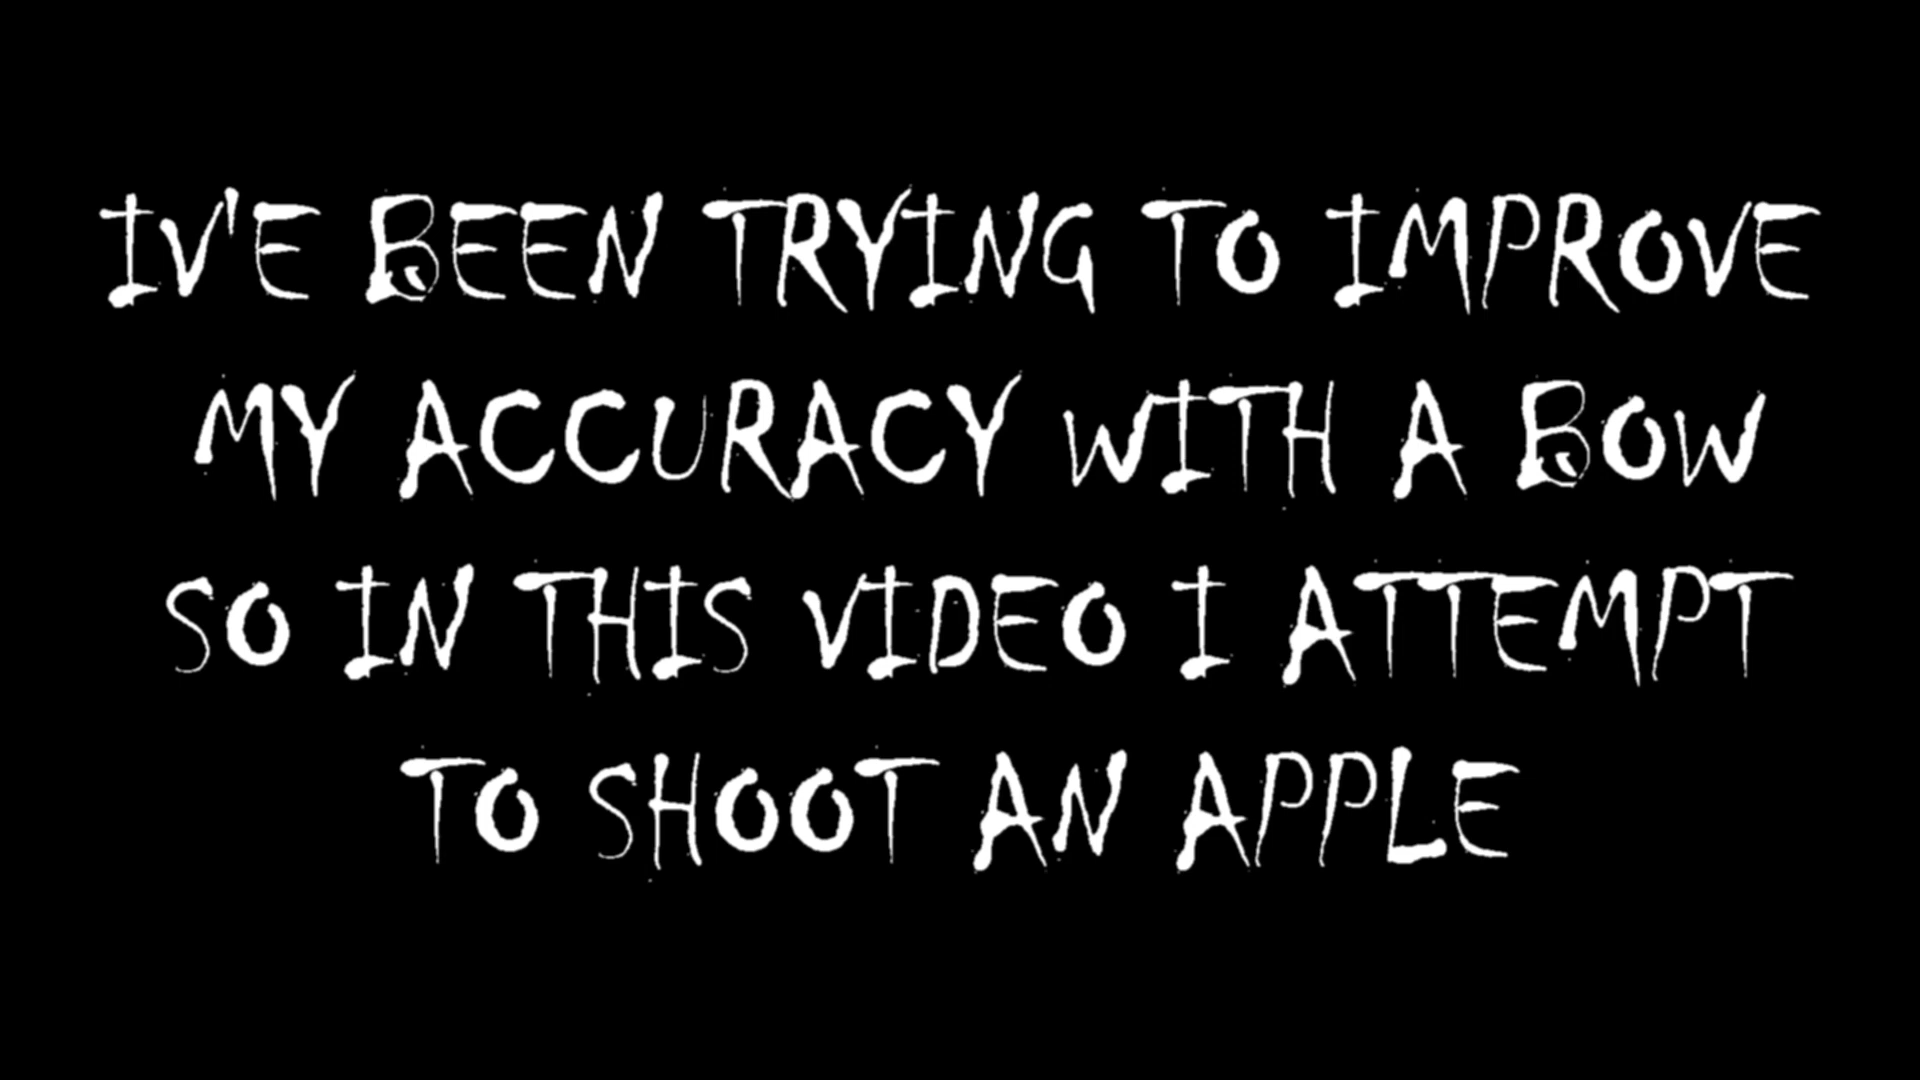 IV'E BEEN TRYING TO IMPROVE
MY ACCURACY WITH A BOW
SO IN THIS VIDEO I ATTEMPT
TO SHOOT AN APPLE